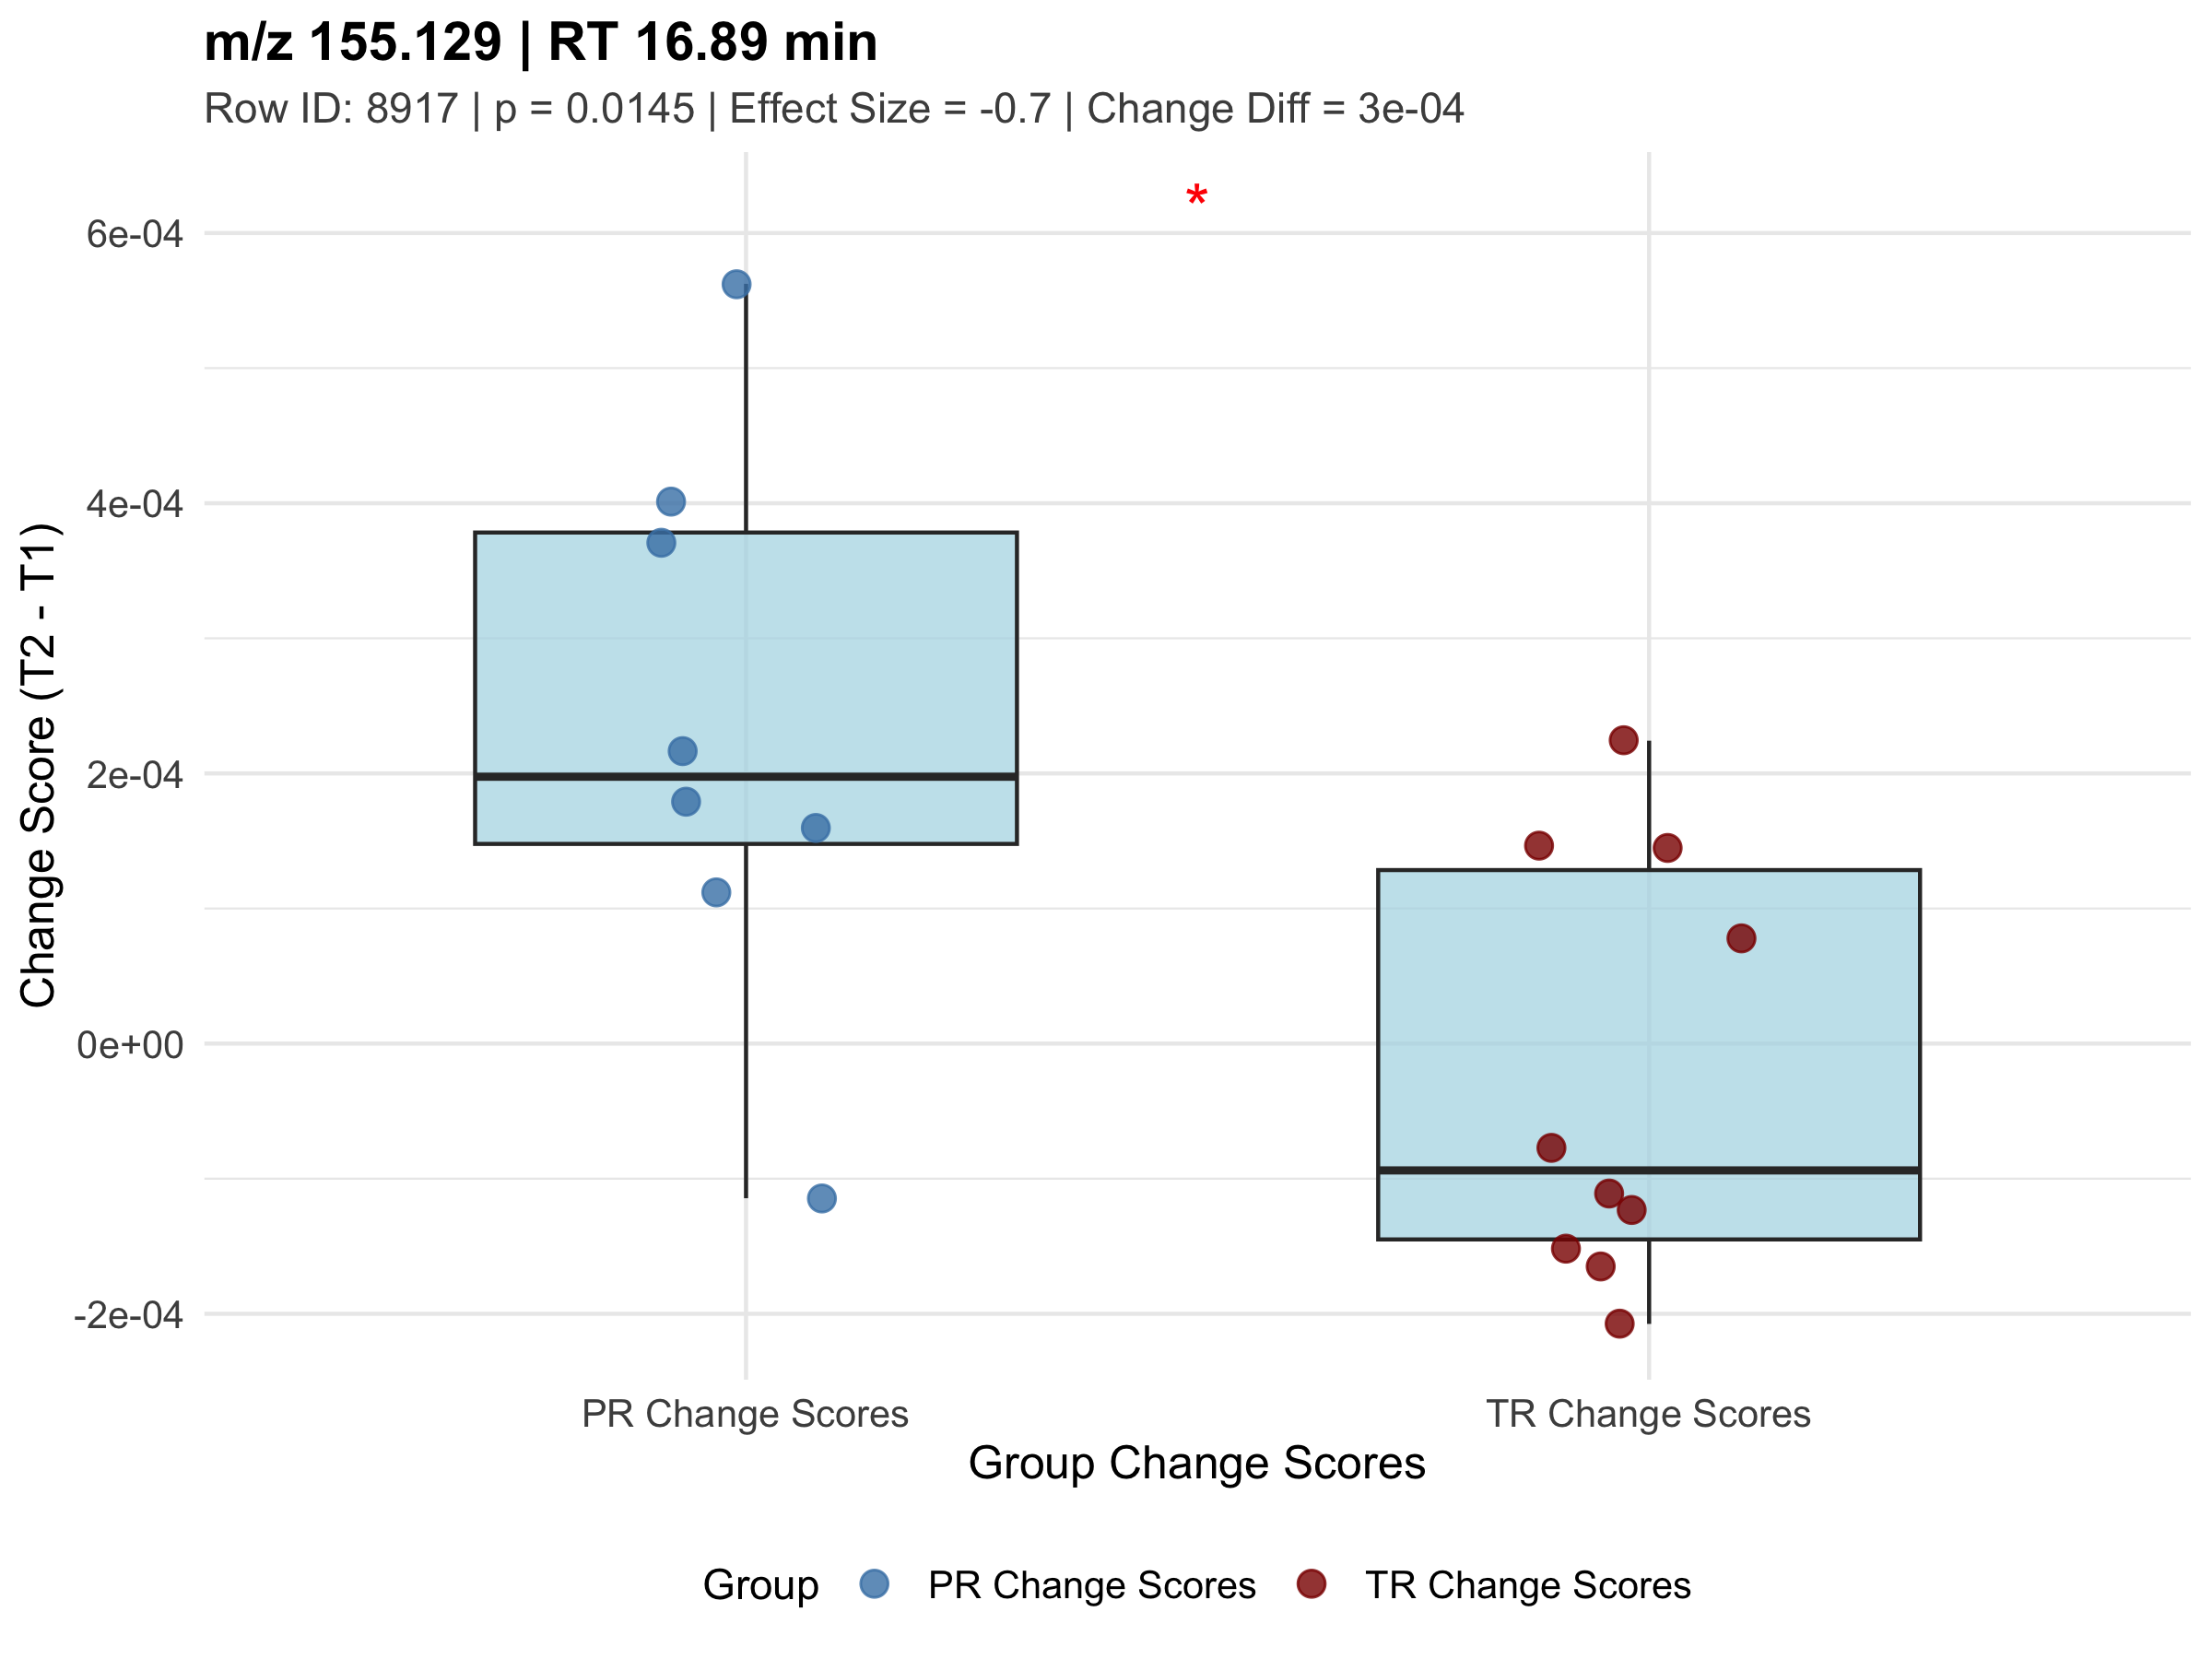 m/z 155.129 | RT 16.89 min
Row ID: 8917 | p = 0.0145 | Effect Size = -0.7 | Change Diff = 3e-04
*
6e-04
4e-04
2e-04
0e+00
-2e-04
Change Score (T2 - T1)
PR Change Scores
TR Change Scores
Group Change Scores
Group
PR Change Scores
TR Change Scores